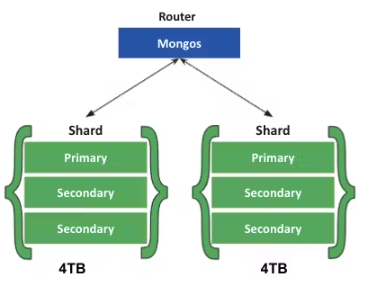 Router
Mongos
Shard
Primary
Secondary
Secondary
4TB
Shard
Primary
Secondary
Secondary
4TB